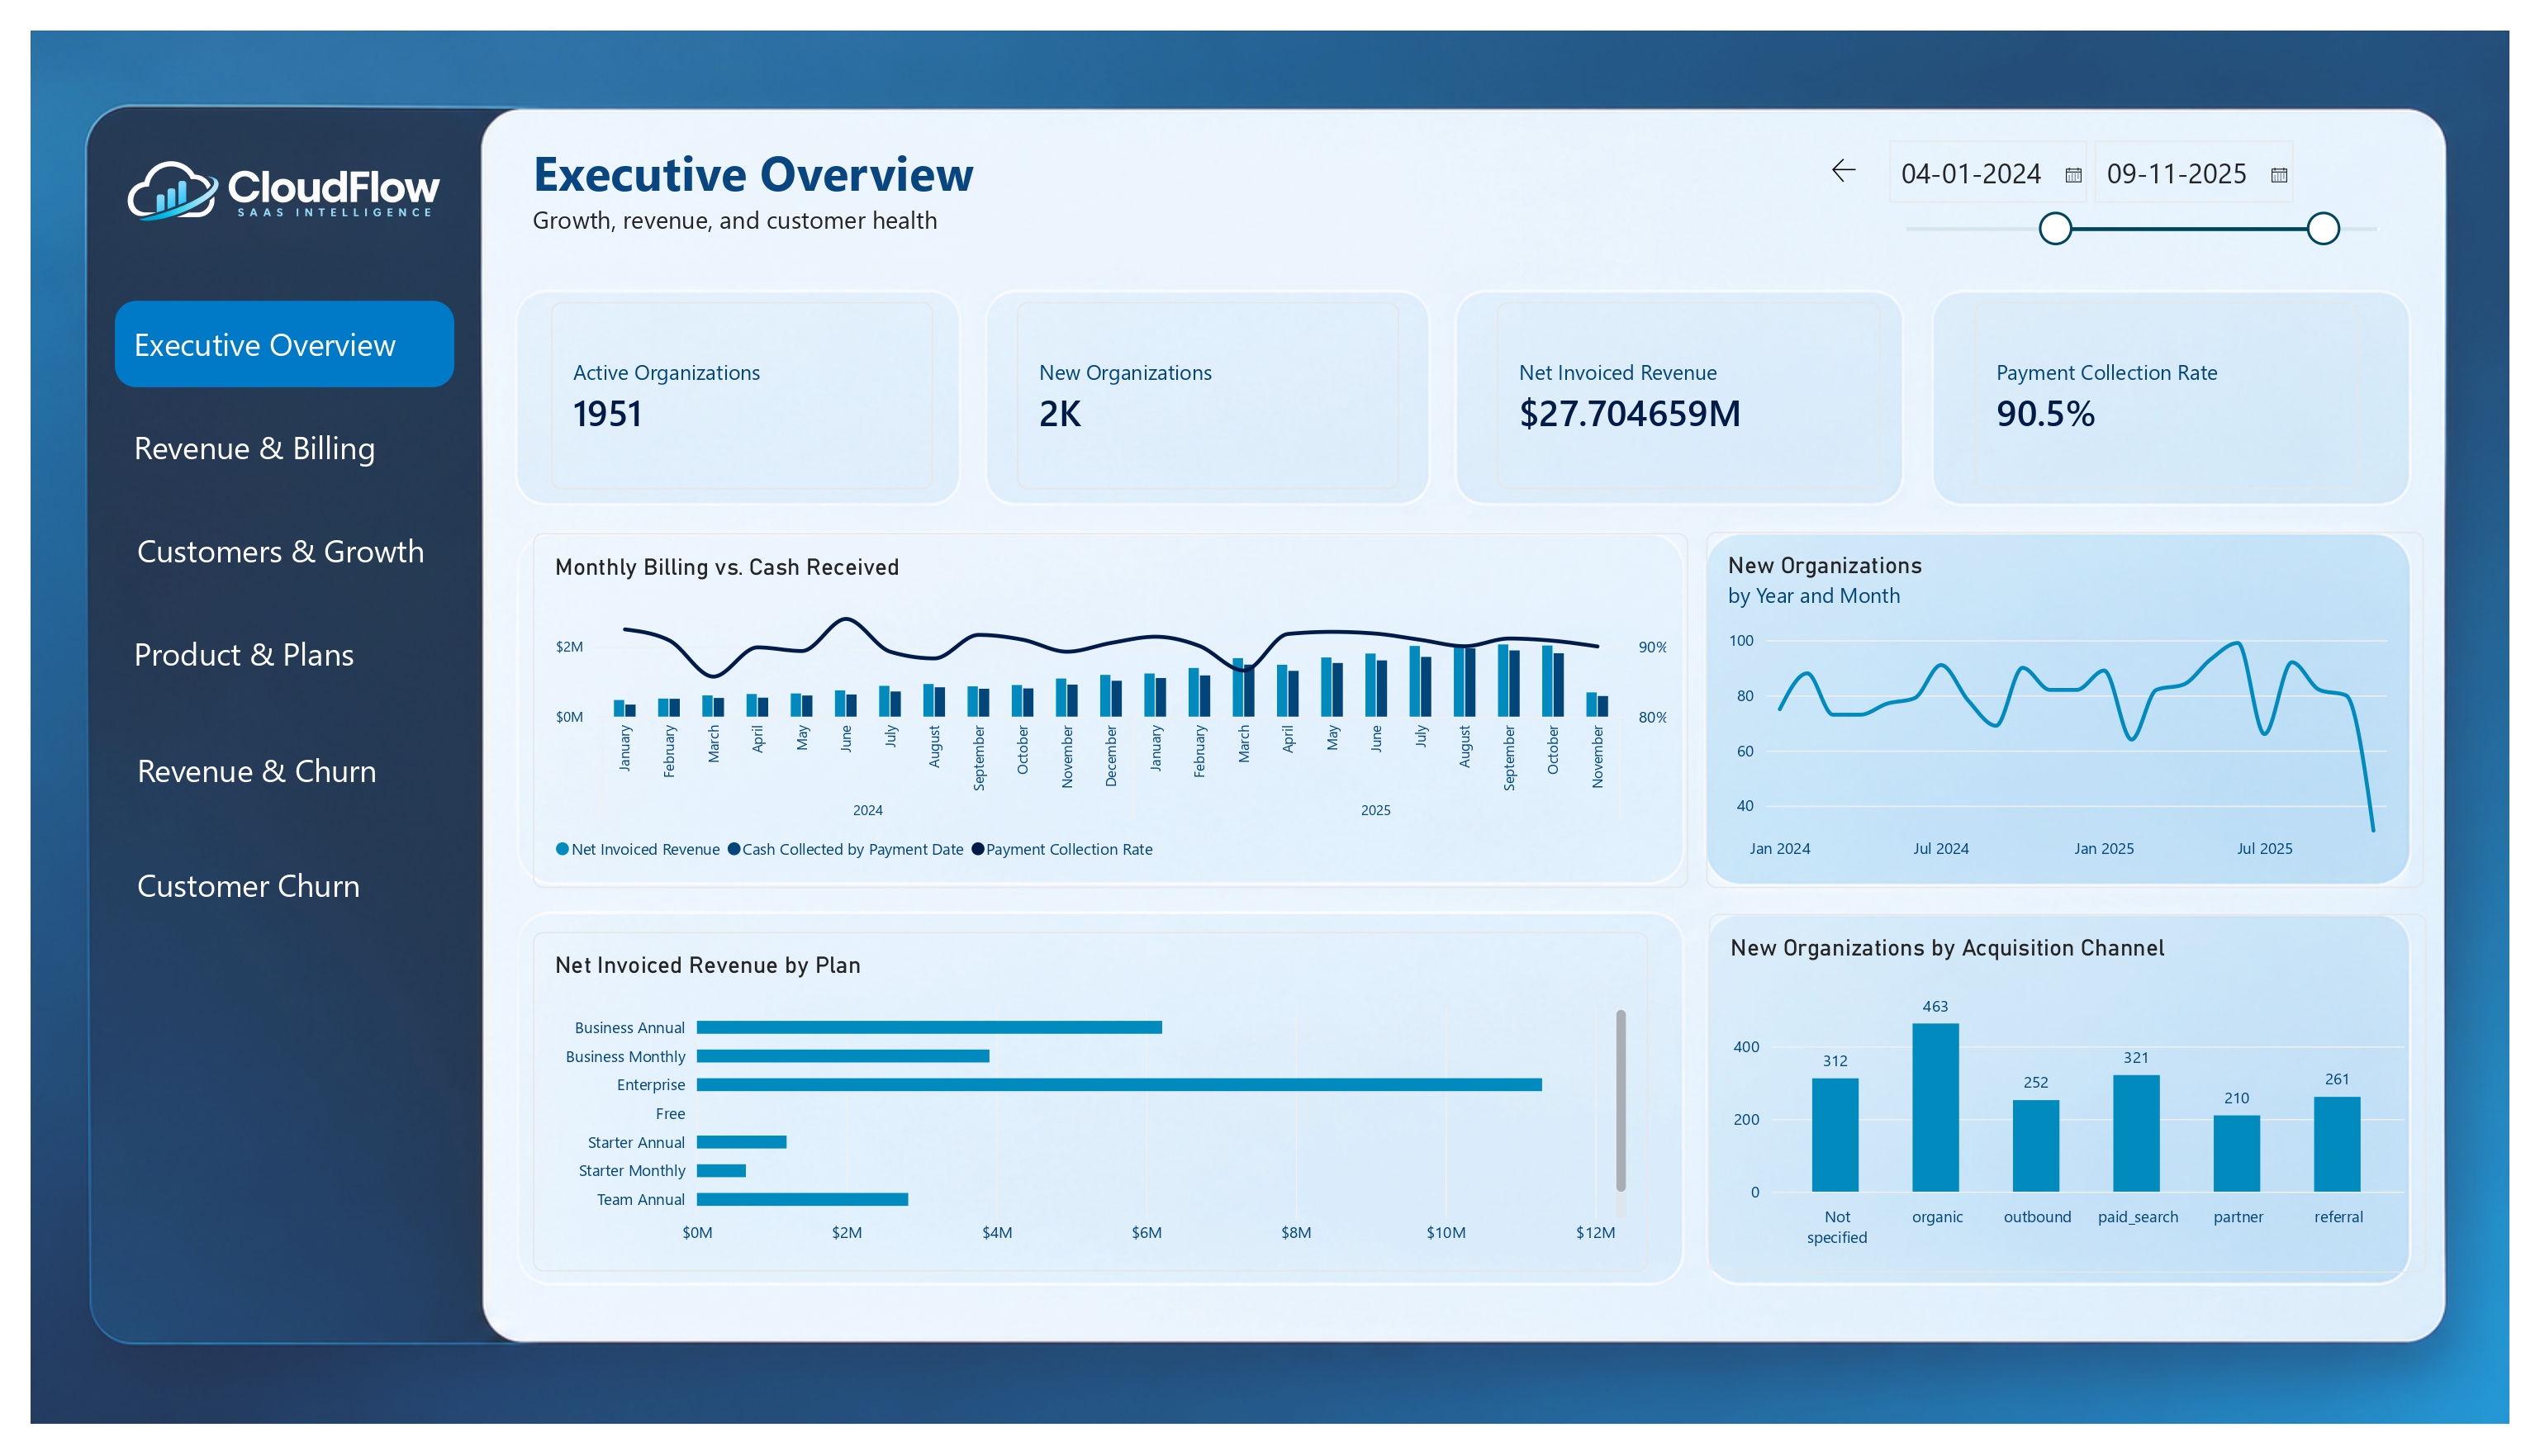 CloudFlow
SAAS INTELLIGENCE
Executive Overview
Revenue & Billing
Customers & Growth
Product & Plans
Revenue & Churn
Customer Churn
Executive Overview
Growth, revenue, and customer health
04-01-2024
09-11-2025
Active Organizations
1951
New Organizations
2K
Net Invoiced Revenue
$27.704659M
Payment Collection Rate
90.5%
Monthly Billing vs. Cash Received
$2M
$0M
90%
80%
January
February
March
April
May
June
July
August
September
October
November
December
January
February
March
April
May
June
July
August
September
October
November
2024
2025
Net Invoiced Revenue
Cash Collected by Payment Date
Payment Collection Rate
New Organizations
by Year and Month
100
80
60
40
Jan 2024
Jul 2024
Jan 2025
Jul 2025
Net Invoiced Revenue by Plan
Business Annual
Business Monthly
Enterprise
Free
Starter Annual
Starter Monthly
Team Annual
$0M
$2M
$4M
$6M
$8M
$10M
$12M
New Organizations by Acquisition Channel
400
200
0
312
463
252
321
210
261
Not
specified
organic
outbound
paid_search
partner
referral